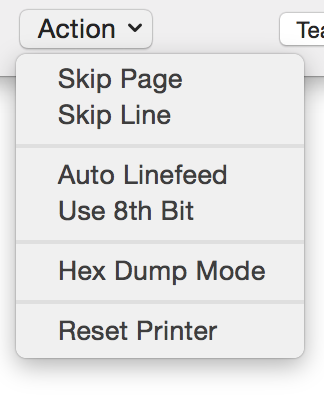 Action
Skip Page
Skip Line
Auto Linefeed
Use 8th Bit
Hex Dump Mode
Reset Printer